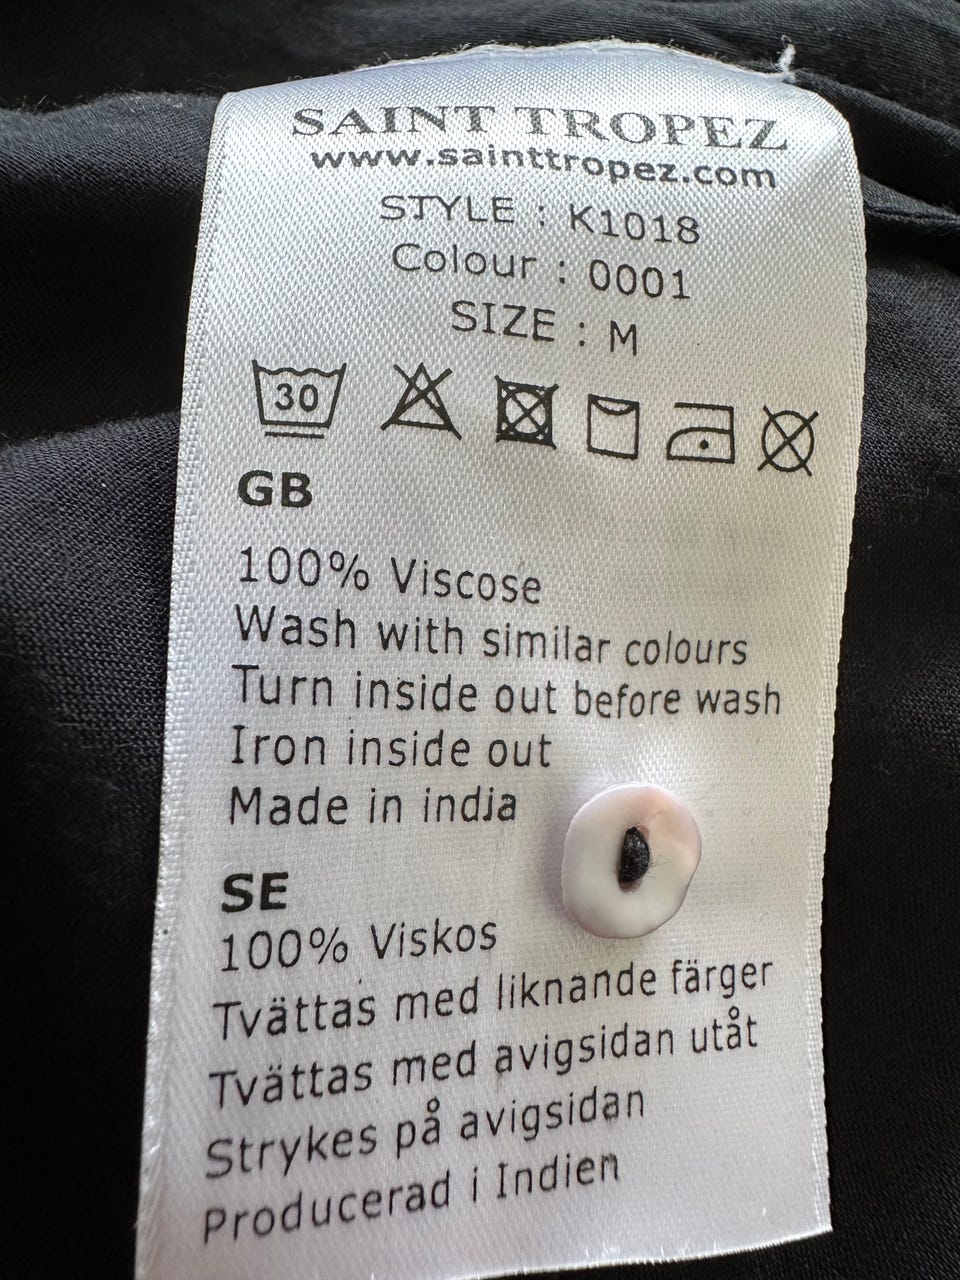 SAINT TROPEZ
www.sainttropez.com
STYLE : K1018
Colour : 0001
SIZE : M
30
GB
100% Viscose
Wash with similar colours
Turn inside out before wash
Iron inside out
Made in india
SE
100% Viskos
Tvättas med liknande färger
Tvättas med avigsidan utåt
Strykes på avigsidan
Producerad i Indien